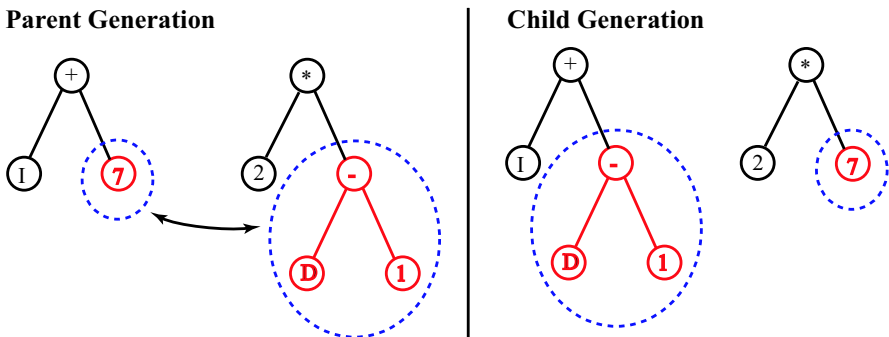 Parent Generation
Child Generation
+
*
+
*
I
7
2
-
I
-
2
7
D
1
D
1